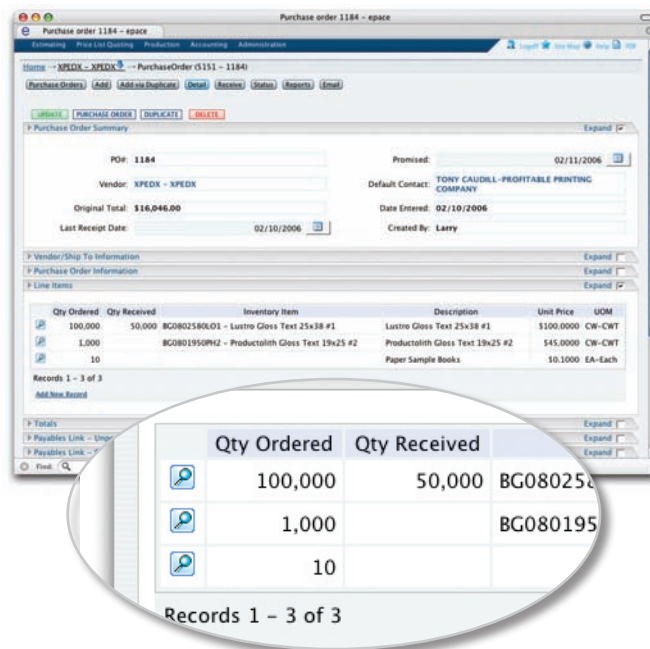 Purchase order 1184 - epace
Purchase order 1184 - epace
Estimating Price List Quoting Production Accounting Administration Logoff Job Map Help PDF
Home → XPEDX - XPEDX → PurchaseOrder (5151 - 1184)
Purchase Orders Add Add via Duplicate Detail Receive Status Reports Email
UPDATE PURCHASE ORDER DUPLICATE DELETE
Purchase Order Summary Expand
PO#: 1184 Promised: 02/11/2006
Vendor: XPEDX - XPEDX Default Contact: TONY CAUDILL-PROFITABLE PRINTING
COMPANY
Original Total: $16,046.00 Date Entered: 02/10/2006
Last Receipt Date: 02/10/2006 Created By: Larry
Vendor/Ship To Information Expand
Purchase Order Information Expand
Line Items Expand
Qty Ordered Qty Received Inventory Item Description Unit Price UOM
100,000 50,000 BG0802580LO1 - Lustro Gloss Text 25x38 #1 Lustro Gloss Text 25x38 #1 $100.0000 CW-CWT
1,000 BG0801950PH2 - Productolith Gloss Text 19x25 #2 Productolith Gloss Text 19x25 #2 $45.0000 CW-CWT
10 Paper Sample Books $0.1000 EA-Each
Records 1 - 3 of 3
Add New Record
Totals Expand
Payables Link - Expand
Payables Link - Expand
Find:
Qty Ordered Qty Received
100,000 50,000 BG08025
1,000 BG080195
10
Records 1 - 3 of 3